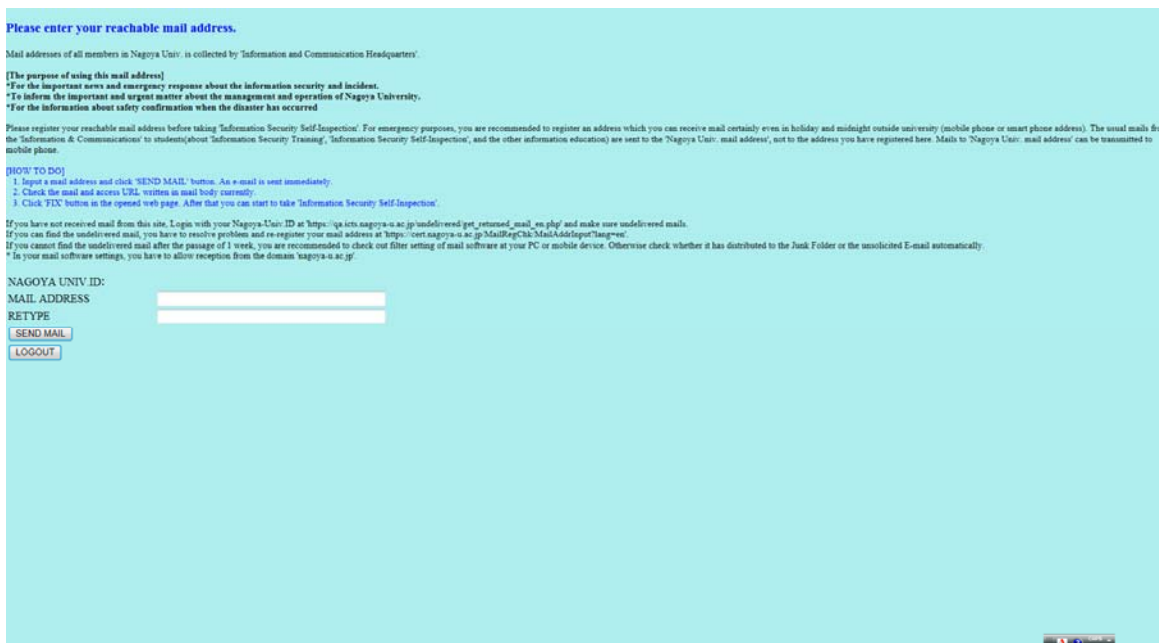 Please enter your reachable mail address.
Mail addresses of all members in Nagoya Univ. is collected by 'Information and Communication Headquarters'.
[The purpose of using this mail address]
*For the important news and emergency response about the information security and incident.
*To inform the important and urgent matter about the management and operation of Nagoya University.
*For the information about safety confirmation when the disaster has occurred
Please register your reachable mail address before taking 'Information Security Self-Inspection'. For emergency purposes, you are recommended to register an address which you can receive mail certainly even in holiday and midnight outside university (mobile phone or smart phone address). The usual mails fr
the 'Information & Communications' to students(about 'Information Security Training', 'Information Security Self-Inspection', and the other information education) are sent to the 'Nagoya Univ. mail address', not to the address you have registered here. Mails to 'Nagoya Univ. mail address' can be transmitted to
mobile phone.
[HOW TO DO]
1. Input a mail address and click 'SEND MAIL' button. An e-mail is sent immediately.
2. Check the mail and access URL written in mail body currently.
3. Click 'FIX' button in the opened web page. After that you can start to take 'Information Security Self-Inspection'.
If you have not received mail from this site, Login with your Nagoya-Univ.ID at 'https://qa.icts.nagoya-u.ac.jp/undelivered/get_returned_mail_en.php' and make sure undelivered mails.
If you can find the undelivered mail, you have to resolve problem and re-register your mail address at 'https://cert.nagoya-u.ac.jp/MailRegChk/MailAddrInput?lang=en'.
If you cannot find the undelivered mail after the passage of 1 week, you are recommended to check out filter setting of mail software at your PC or mobile device. Otherwise check whether it has distributed to the Junk Folder or the unsolicited E-mail automatically.
* In your mail software settings, you have to allow reception from the domain 'nagoya-u.ac.jp'.
NAGOYA UNIV.ID:
MAIL ADDRESS
RETYPE
SEND MAIL
LOGOUT